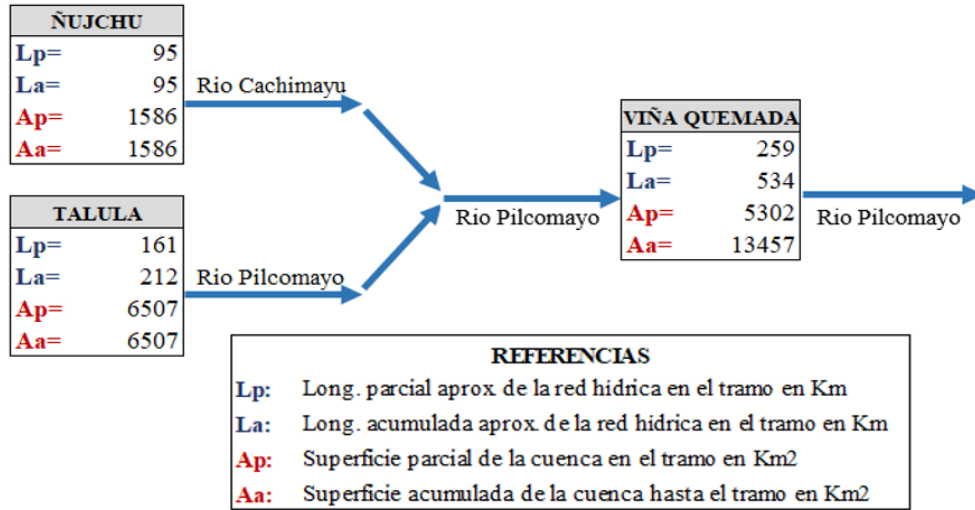 ÑUJCHU
Lp= 95
La= 95
Ap= 1586
Aa= 1586
Rio Cachimayu
TALULA
Lp= 161
La= 212
Ap= 6507
Aa= 6507
Rio Pilcomayo
Rio Pilcomayo
VIÑA QUEMADA
Lp= 259
La= 534
Ap= 5302
Aa= 13457
Rio Pilcomayo
REFERENCIAS
Lp: Long. parcial aprox. de la red hídrica en el tramo en Km
La: Long. acumulada aprox. de la red hídrica en el tramo en Km
Ap: Superficie parcial de la cuenca en el tramo en Km2
Aa: Superficie acumulada de la cuenca hasta el tramo en Km2